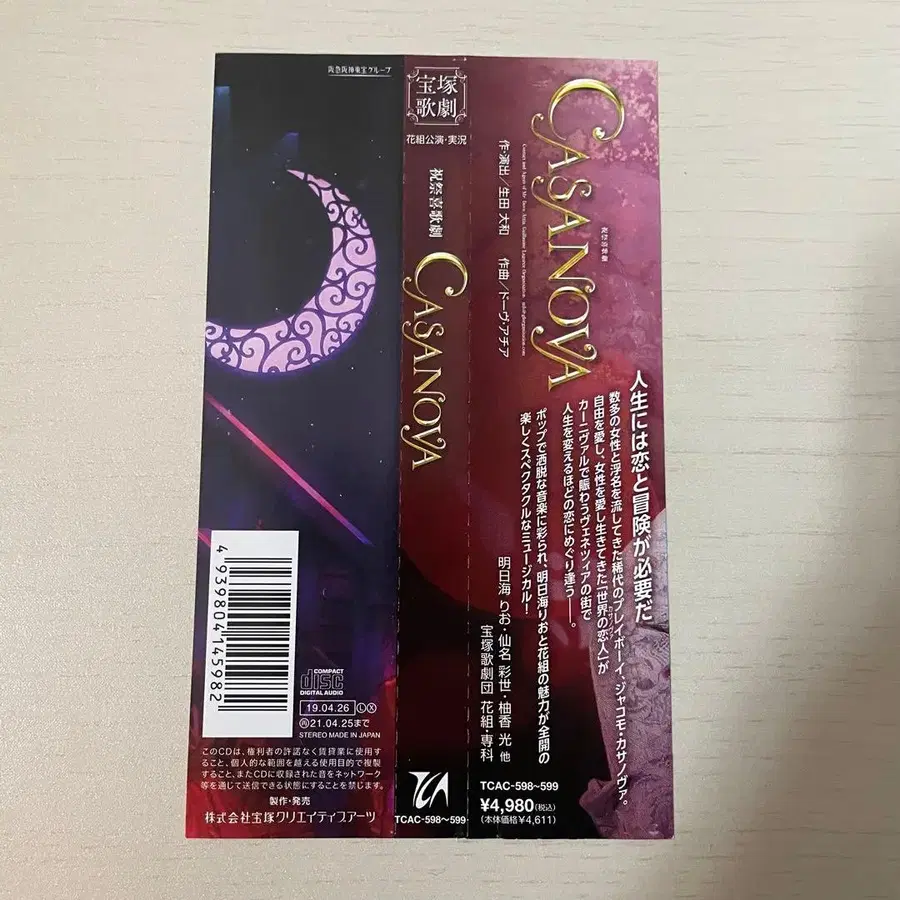 阪急阪神東宝グループ
4939804145982
COMPACT
disc
DIGITAL AUDIO
19.04.26 Ⓛ Ⓧ
㋐21.04.25まで
STEREO MADE IN JAPAN
このCDは、権利者の許諾なく賃貸業に使用す
ること、個人的な範囲を越える使用目的で複製
すること、またCDに収録された音をネットワーク
等を通じて送信できる状態にすることを禁じます。
製作・発売
株式会社宝塚クリエイティブアーツ
宝塚
歌劇
花組公演・実況
祝祭喜歌劇
CASANOVA
TCA
TCAC-598〜599
CASANOVA
祝祭喜歌劇
作・演出/生田 大和
作曲/ドーヴ・アチア
人生には恋と冒険が必要だ
数多の女性と浮名を流してきた稀代のプレイボーイ、ジャコモ・カサノヴァ。
自由を愛し、女性を愛し生きてきた「世界の恋人」が
カサノヴァ
カーニヴァルで賑わうヴェネツィアの街で
人生を変えるほどの恋にめぐり逢う――。
ポップで洒脱な音楽に彩られ、明日海りおと花組の魅力が全開の
楽しくスペクタクルなミュージカル!
明日海 りお・仙名 彩世・柚香 光 他
宝塚歌劇団 花組・専科
TCAC-598〜599
¥4,980(税込)
(本体価格¥4,611)